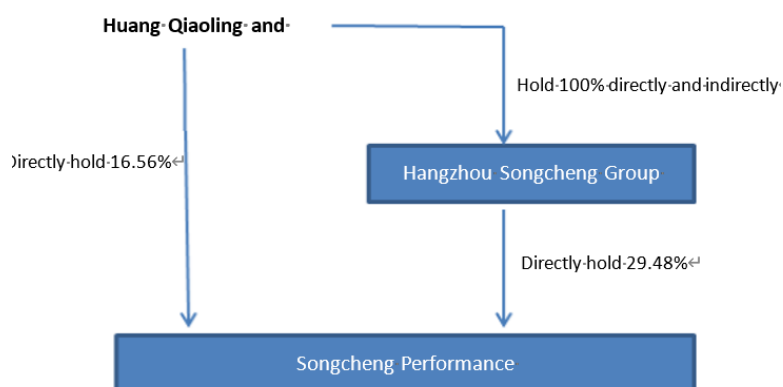 Huang Qiaoling and
Hold 100% directly and indirectly
Directly hold 16.56%
Hangzhou Songcheng Group
Directly hold 29.48%
Songcheng Performance